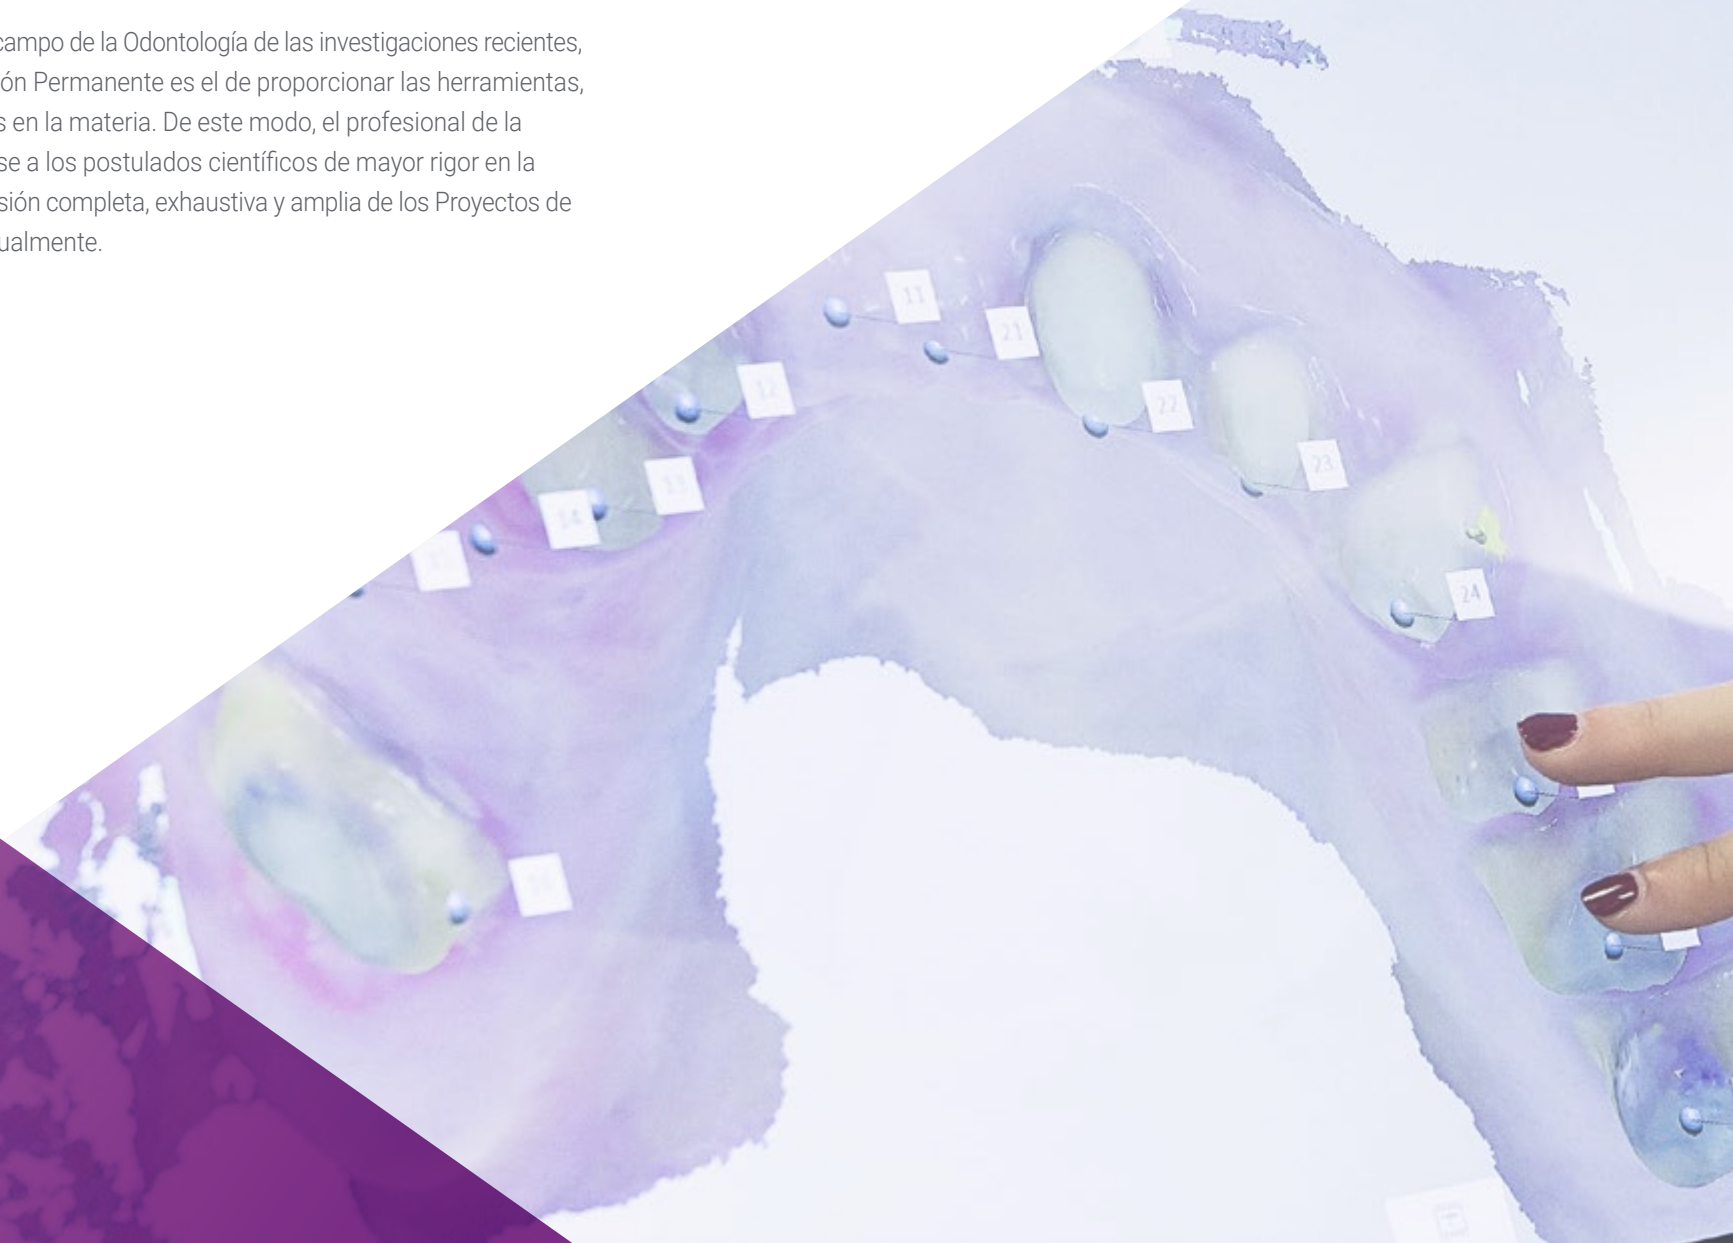 campo de la Odontología de las investigaciones recientes,
ón Permanente es el de proporcionar las herramientas,
s en la materia. De este modo, el profesional de la
se a los postulados científicos de mayor rigor en la
sión completa, exhaustiva y amplia de los Proyectos de
ualmente.
11
21
12
22
23
13
14
24